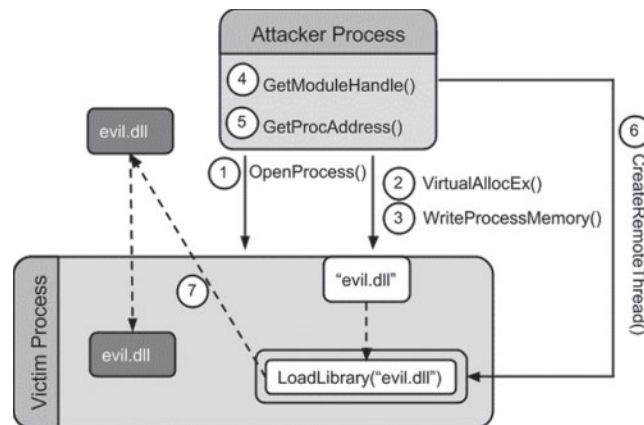 Attacker Process
4 GetModuleHandle()
5 GetProcAddress()
evil.dll
1 OpenProcess()
2 VirtualAllocEx()
3 WriteProcessMemory()
6 CreateRemoteThread()
Victim Process
"evil.dll"
7
evil.dll
LoadLibrary("evil.dll")